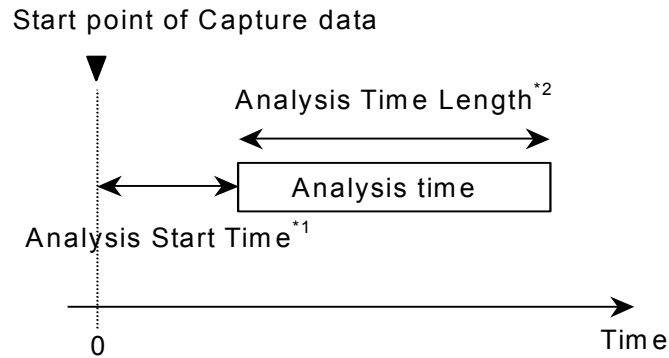 Start point of Capture data
Analysis Time Length*2
Analysis time
Analysis Start Time*1
0
Time